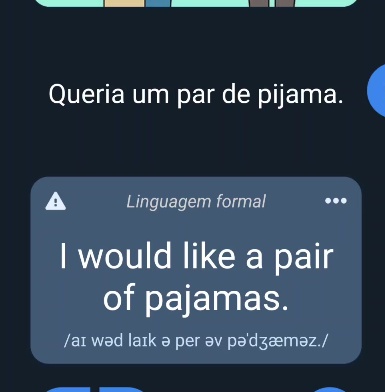 Queria um par de pijama.
Linguagem formal
I would like a pair
of pajamas.
/aɪ wəd laɪk ə per əv pəˈdʒæməz./